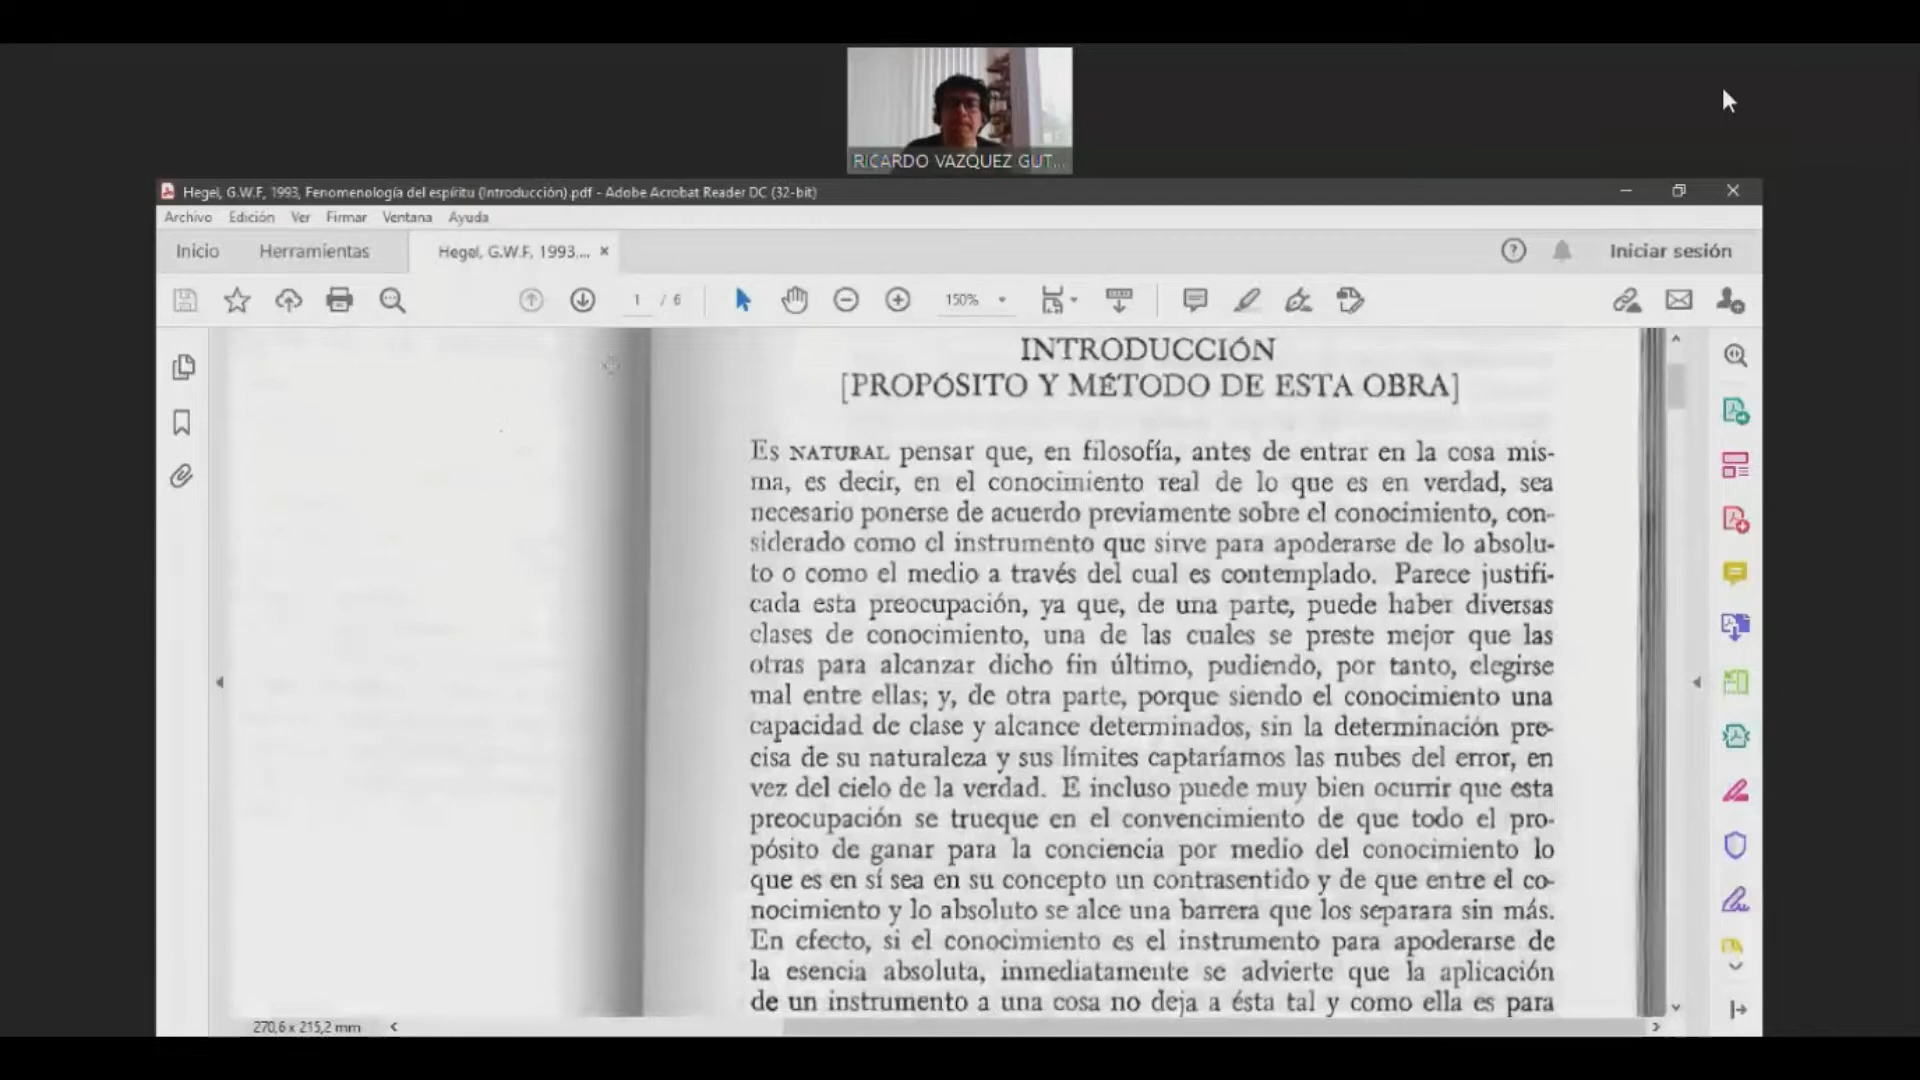 RICARDO VAZQUEZ GUT...
Hegel, G.W.F, 1993, Fenomenología del espíritu (Introducción).pdf - Adobe Acrobat Reader DC (32-bit)
Archivo Edición Ver Firmar Ventana Ayuda
Inicio Herramientas Hegel, G.W.F, 1993,... Iniciar sesión
1 / 6 150%
INTRODUCCIÓN
[PROPÓSITO Y MÉTODO DE ESTA OBRA]
Es NATURAL pensar que, en filosofía, antes de entrar en la cosa mis-
ma, es decir, en el conocimiento real de lo que es en verdad, sea
necesario ponerse de acuerdo previamente sobre el conocimiento, con-
siderado como el instrumento que sirve para apoderarse de lo absolu-
to o como el medio a través del cual es contemplado. Parece justifi-
cada esta preocupación, ya que, de una parte, puede haber diversas
clases de conocimiento, una de las cuales se preste mejor que las
otras para alcanzar dicho fin último, pudiendo, por tanto, elegirse
mal entre ellas; y, de otra parte, porque siendo el conocimiento una
capacidad de clase y alcance determinados, sin la determinación pre-
cisa de su naturaleza y sus límites captaríamos las nubes del error, en
vez del cielo de la verdad. E incluso puede muy bien ocurrir que esta
preocupación se trueque en el convencimiento de que todo el pro-
pósito de ganar para la conciencia por medio del conocimiento lo
que es en sí sea en su concepto un contrasentido y de que entre el co-
nocimiento y lo absoluto se alce una barrera que los separara sin más.
En efecto, si el conocimiento es el instrumento para apoderarse de
la esencia absoluta, inmediatamente se advierte que la aplicación
de un instrumento a una cosa no deja a ésta tal y como ella es para
270,6 x 215,2 mm